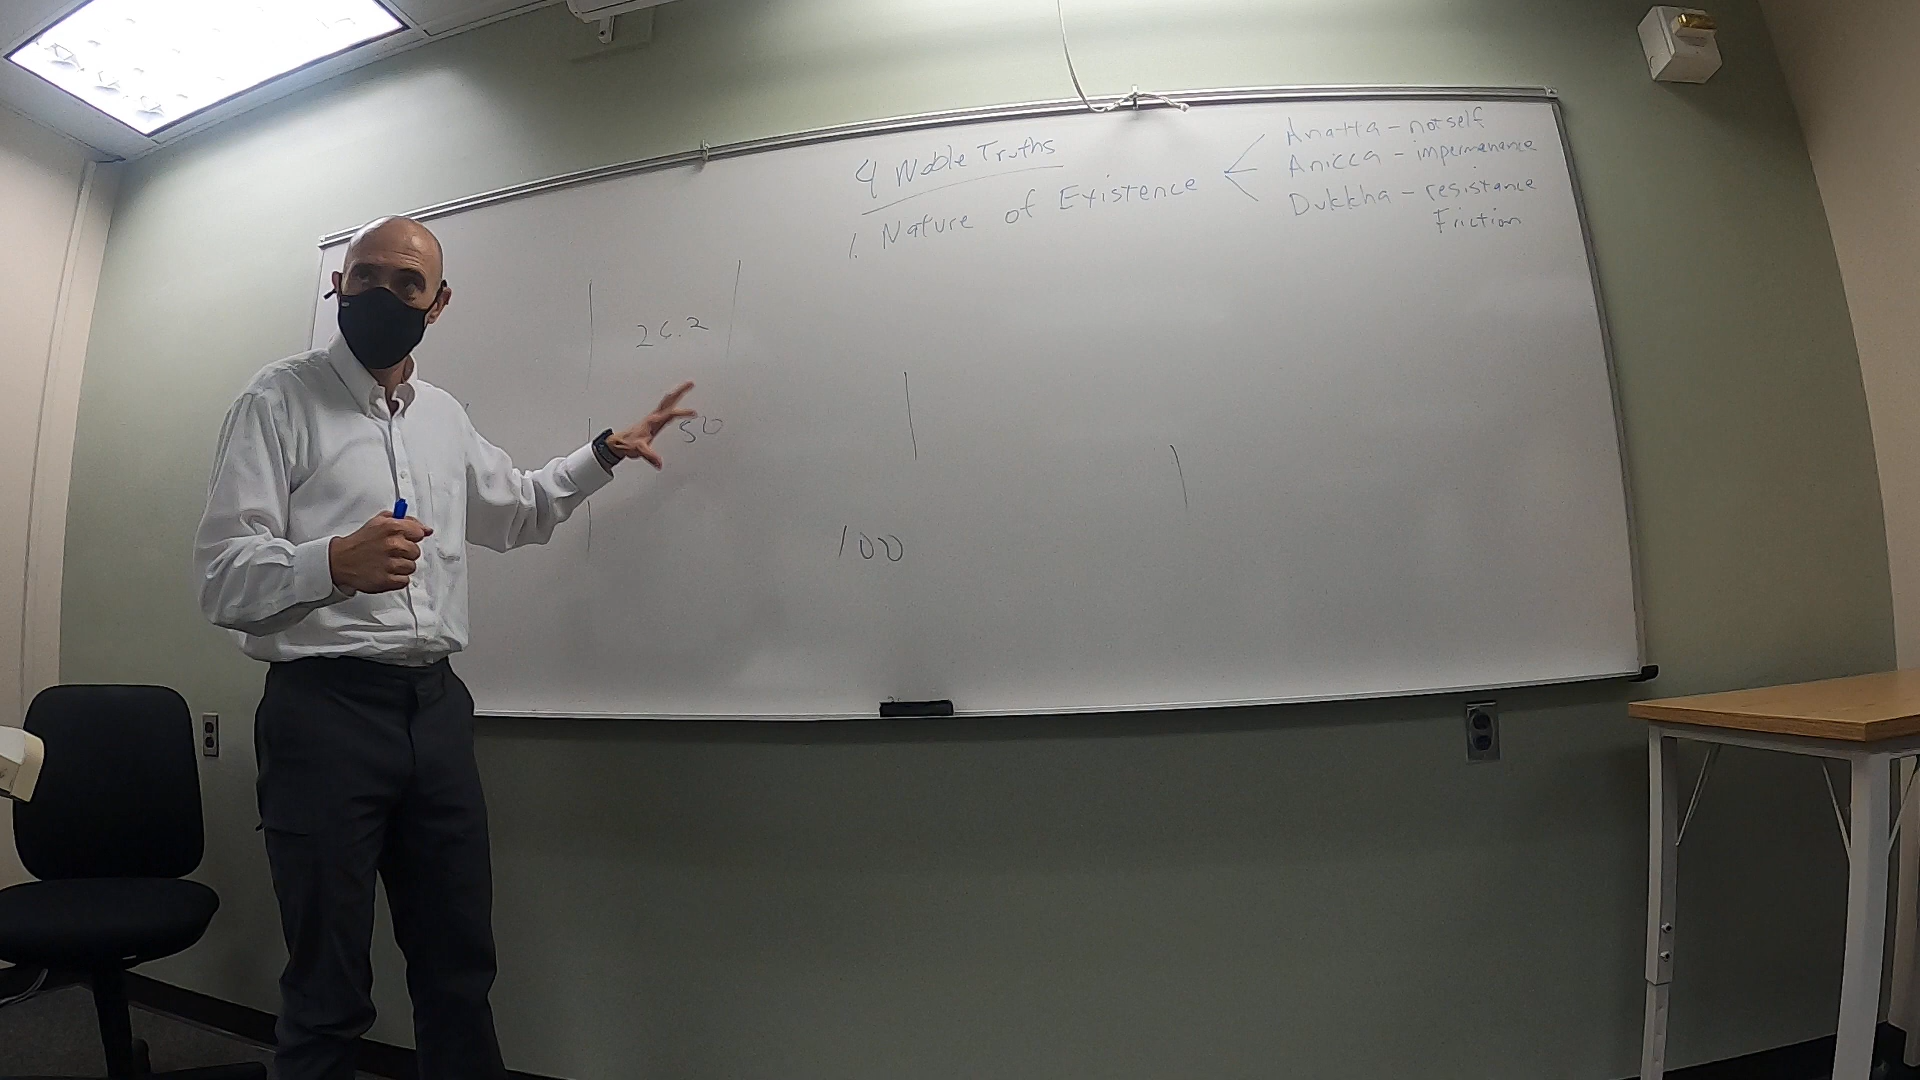 4 Noble Truths
1. Nature of Existence
Anatta - not self
Anicca - impermanence
Dukkha - resistance
Friction
26.2
50
100